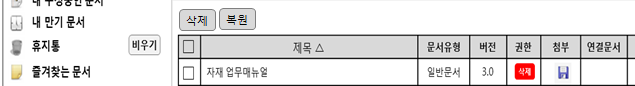 내 만기 문서
휴지통 비우기
즐겨찾는 문서
삭제 복원
제목 △ 문서유형 버전 권한 첨부 연결문서
자재 업무매뉴얼 일반문서 3.0 삭제